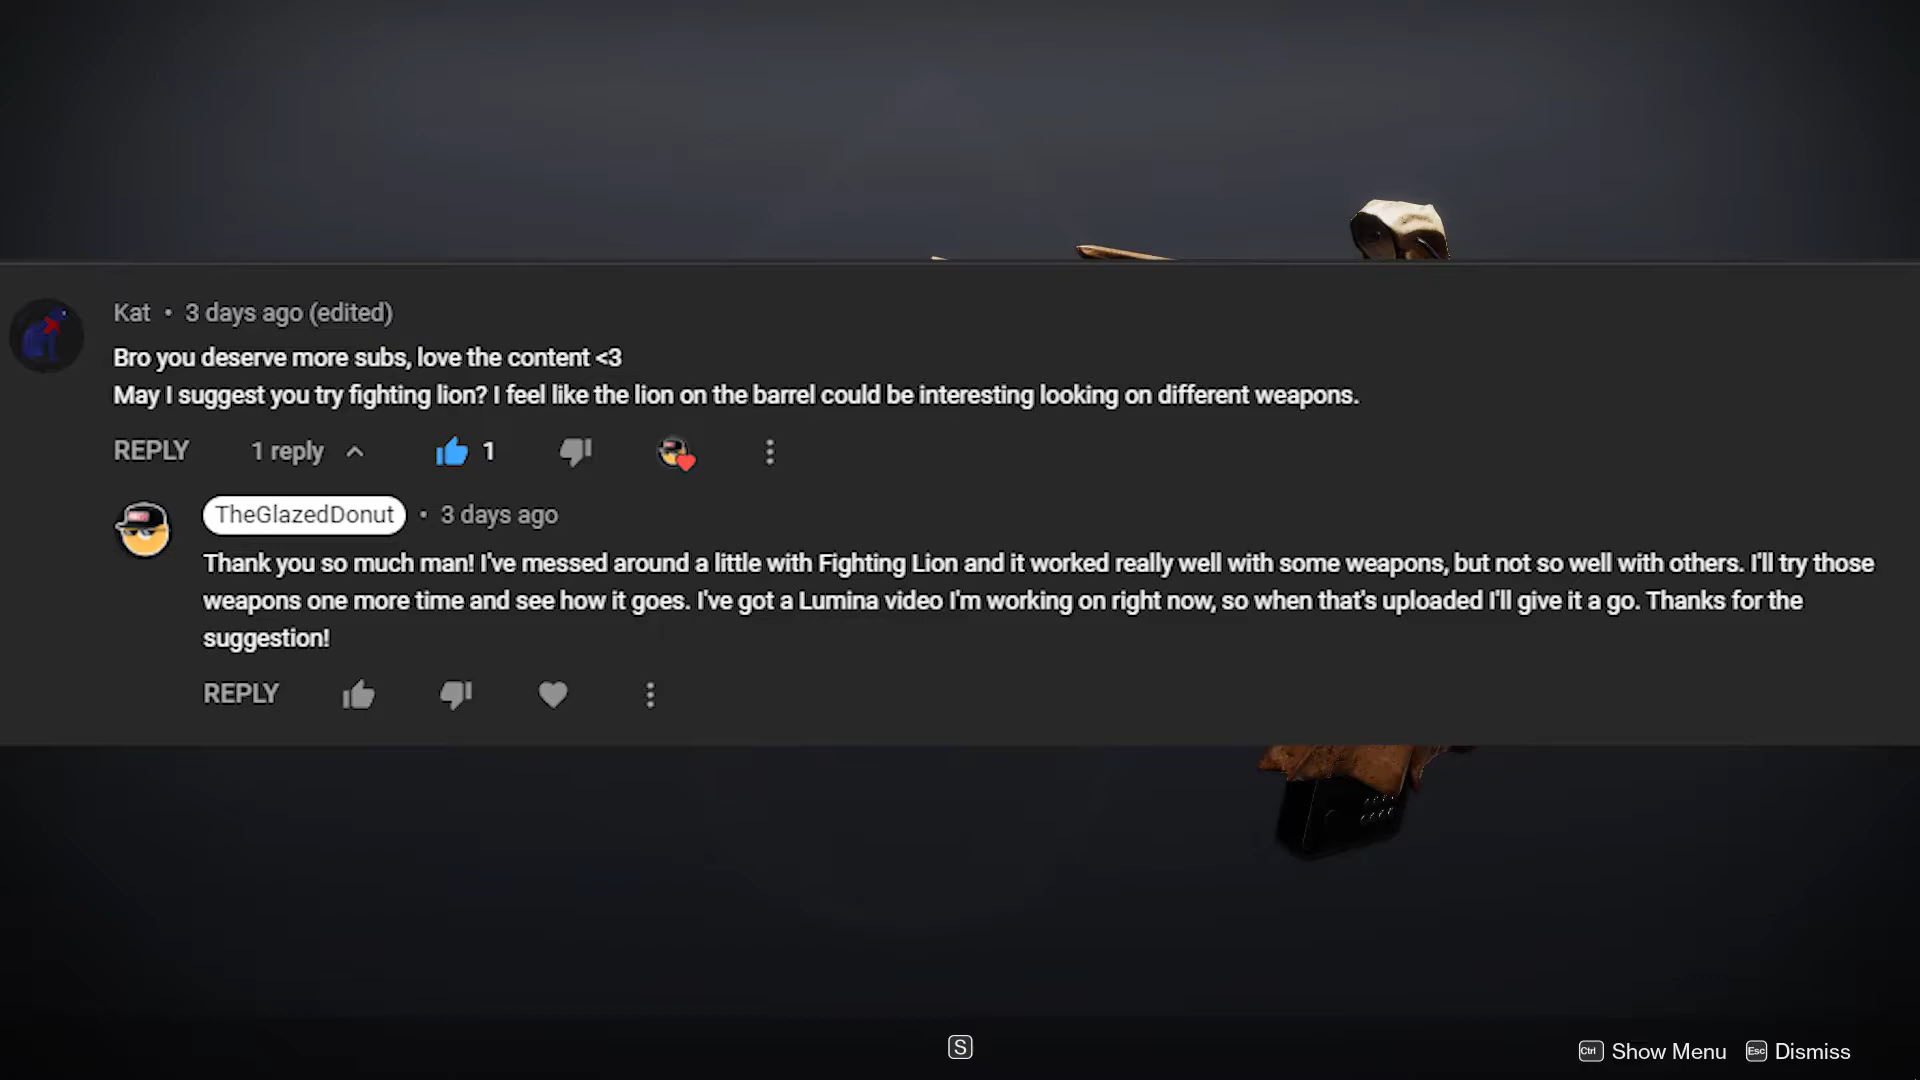 Kat • 3 days ago (edited)
Bro you deserve more subs, love the content <3
May I suggest you try fighting lion? I feel like the lion on the barrel could be interesting looking on different weapons.
REPLY 1 reply 1
TheGlazedDonut • 3 days ago
Thank you so much man! I've messed around a little with Fighting Lion and it worked really well with some weapons, but not so well with others. I'll try those
weapons one more time and see how it goes. I've got a Lumina video I'm working on right now, so when that's uploaded I'll give it a go. Thanks for the
suggestion!
REPLY
S
Ctrl Show Menu Esc Dismiss